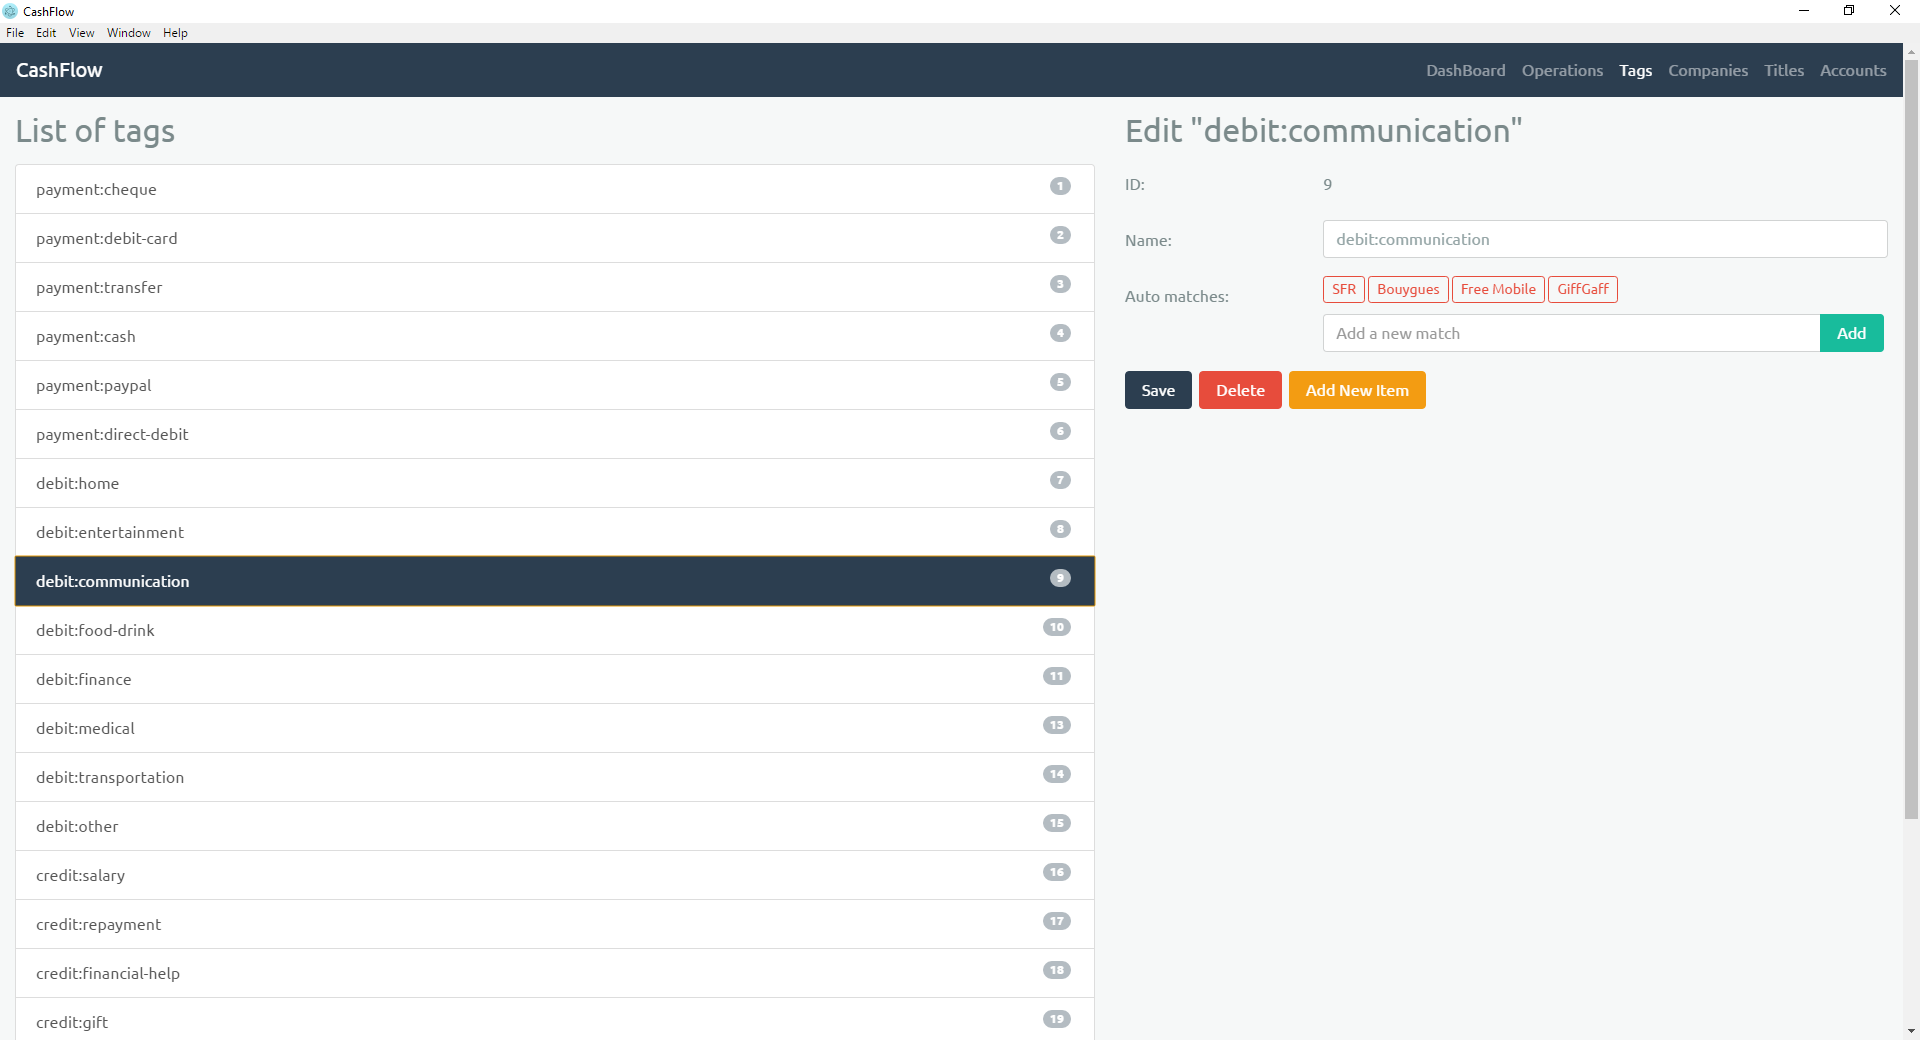 CashFlow
File Edit View Window Help
CashFlow DashBoard Operations Tags Companies Titles Accounts
List of tags
payment:cheque 1
payment:debit-card 2
payment:transfer 3
payment:cash 4
payment:paypal 5
payment:direct-debit 6
debit:home 7
debit:entertainment 8
debit:communication 9
debit:food-drink 10
debit:finance 11
debit:medical 13
debit:transportation 14
debit:other 15
credit:salary 16
credit:repayment 17
credit:financial-help 18
credit:gift 19
Edit "debit:communication"
ID: 9
Name: debit:communication
Auto matches: SFR Bouygues Free Mobile GiffGaff
Add a new match Add
Save Delete Add New Item